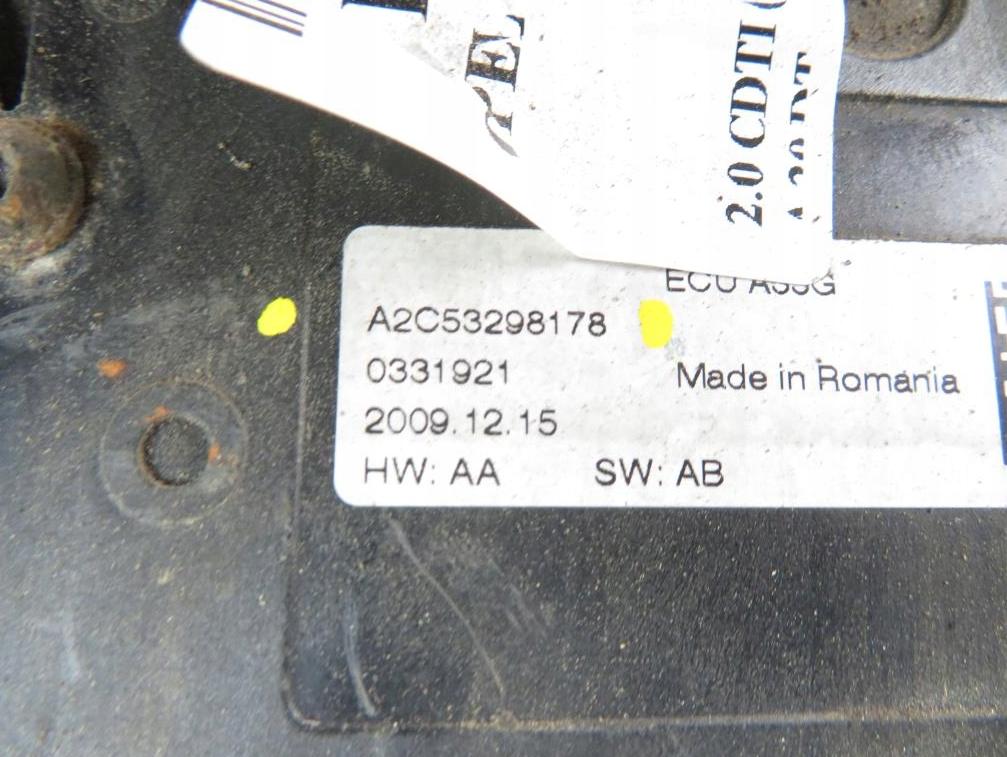 2.0 CDTI
A2C53298178
0331921
Made in Romania
2009.12.15
HW: AA SW: AB